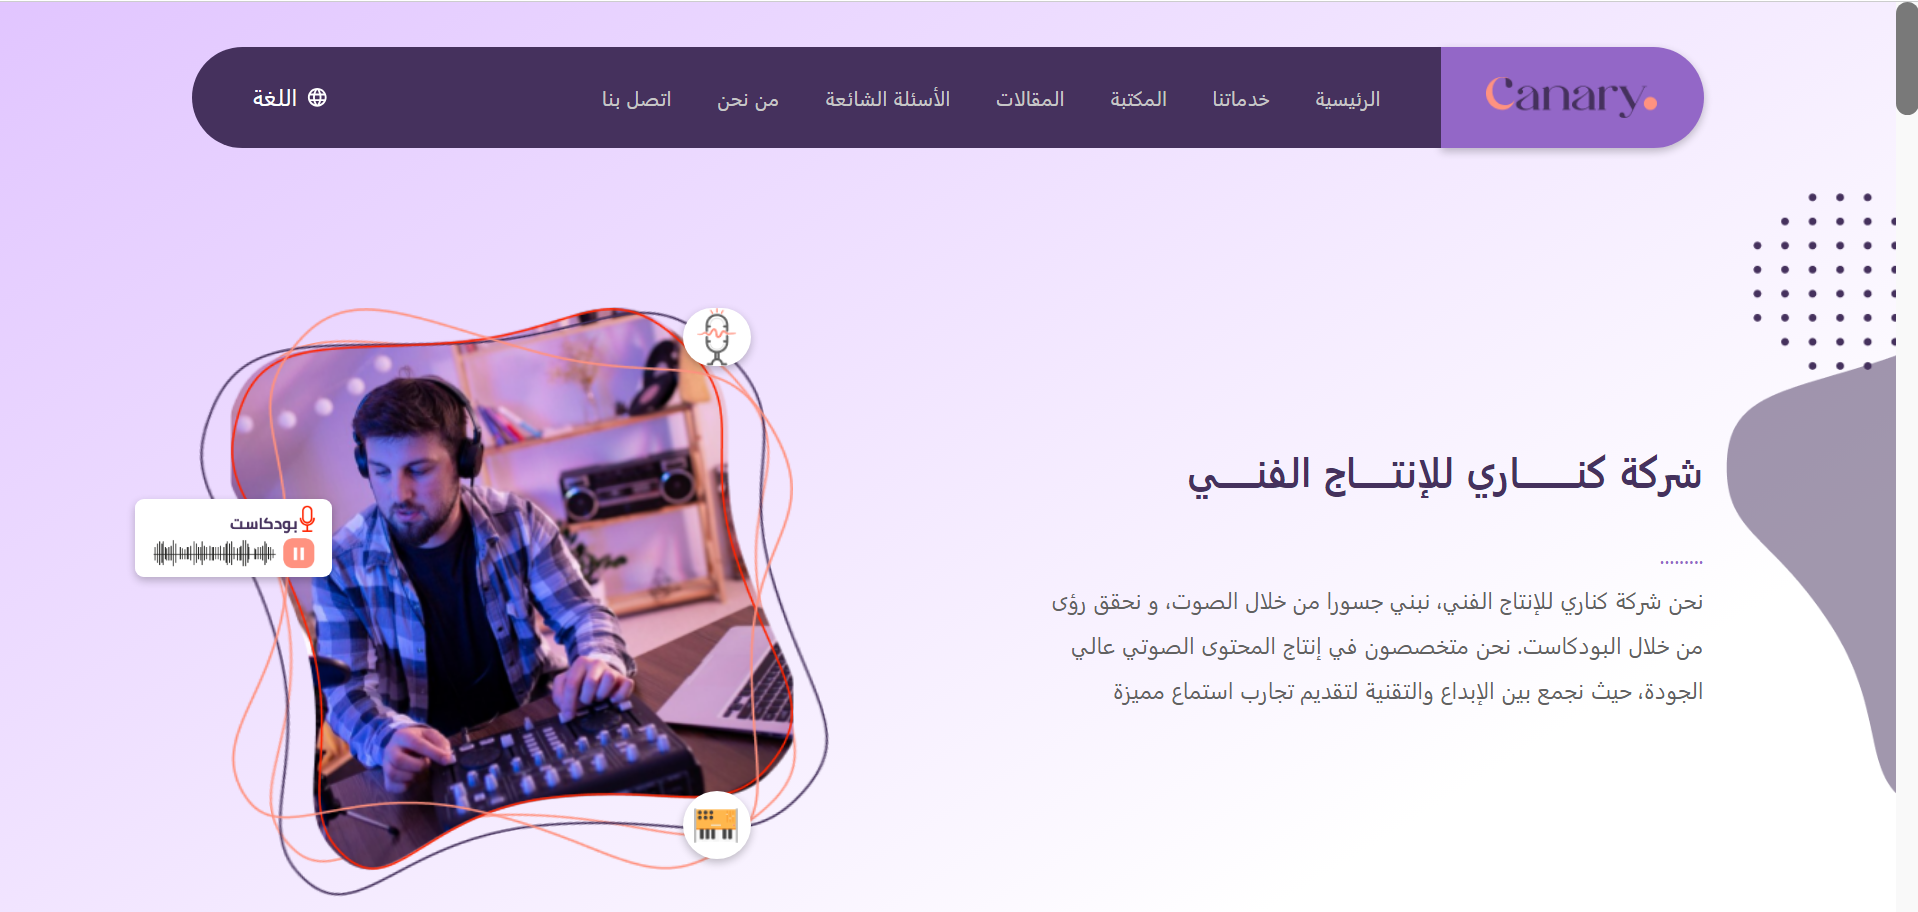 Canary.
الرئيسية
خدماتنا
المكتبة
المقالات
الأسئلة الشائعة
من نحن
اتصل بنا
اللغة
شركة كنـــــاري للإنتـــاج الفنـــي
.........
نحن شركة كناري للإنتاج الفني، نبني جسورا من خلال الصوت، و نحقق رؤى
من خلال البودكاست. نحن متخصصون في إنتاج المحتوى الصوتي عالي
الجودة، حيث نجمع بين الإبداع والتقنية لتقديم تجارب استماع مميزة
بودكاست